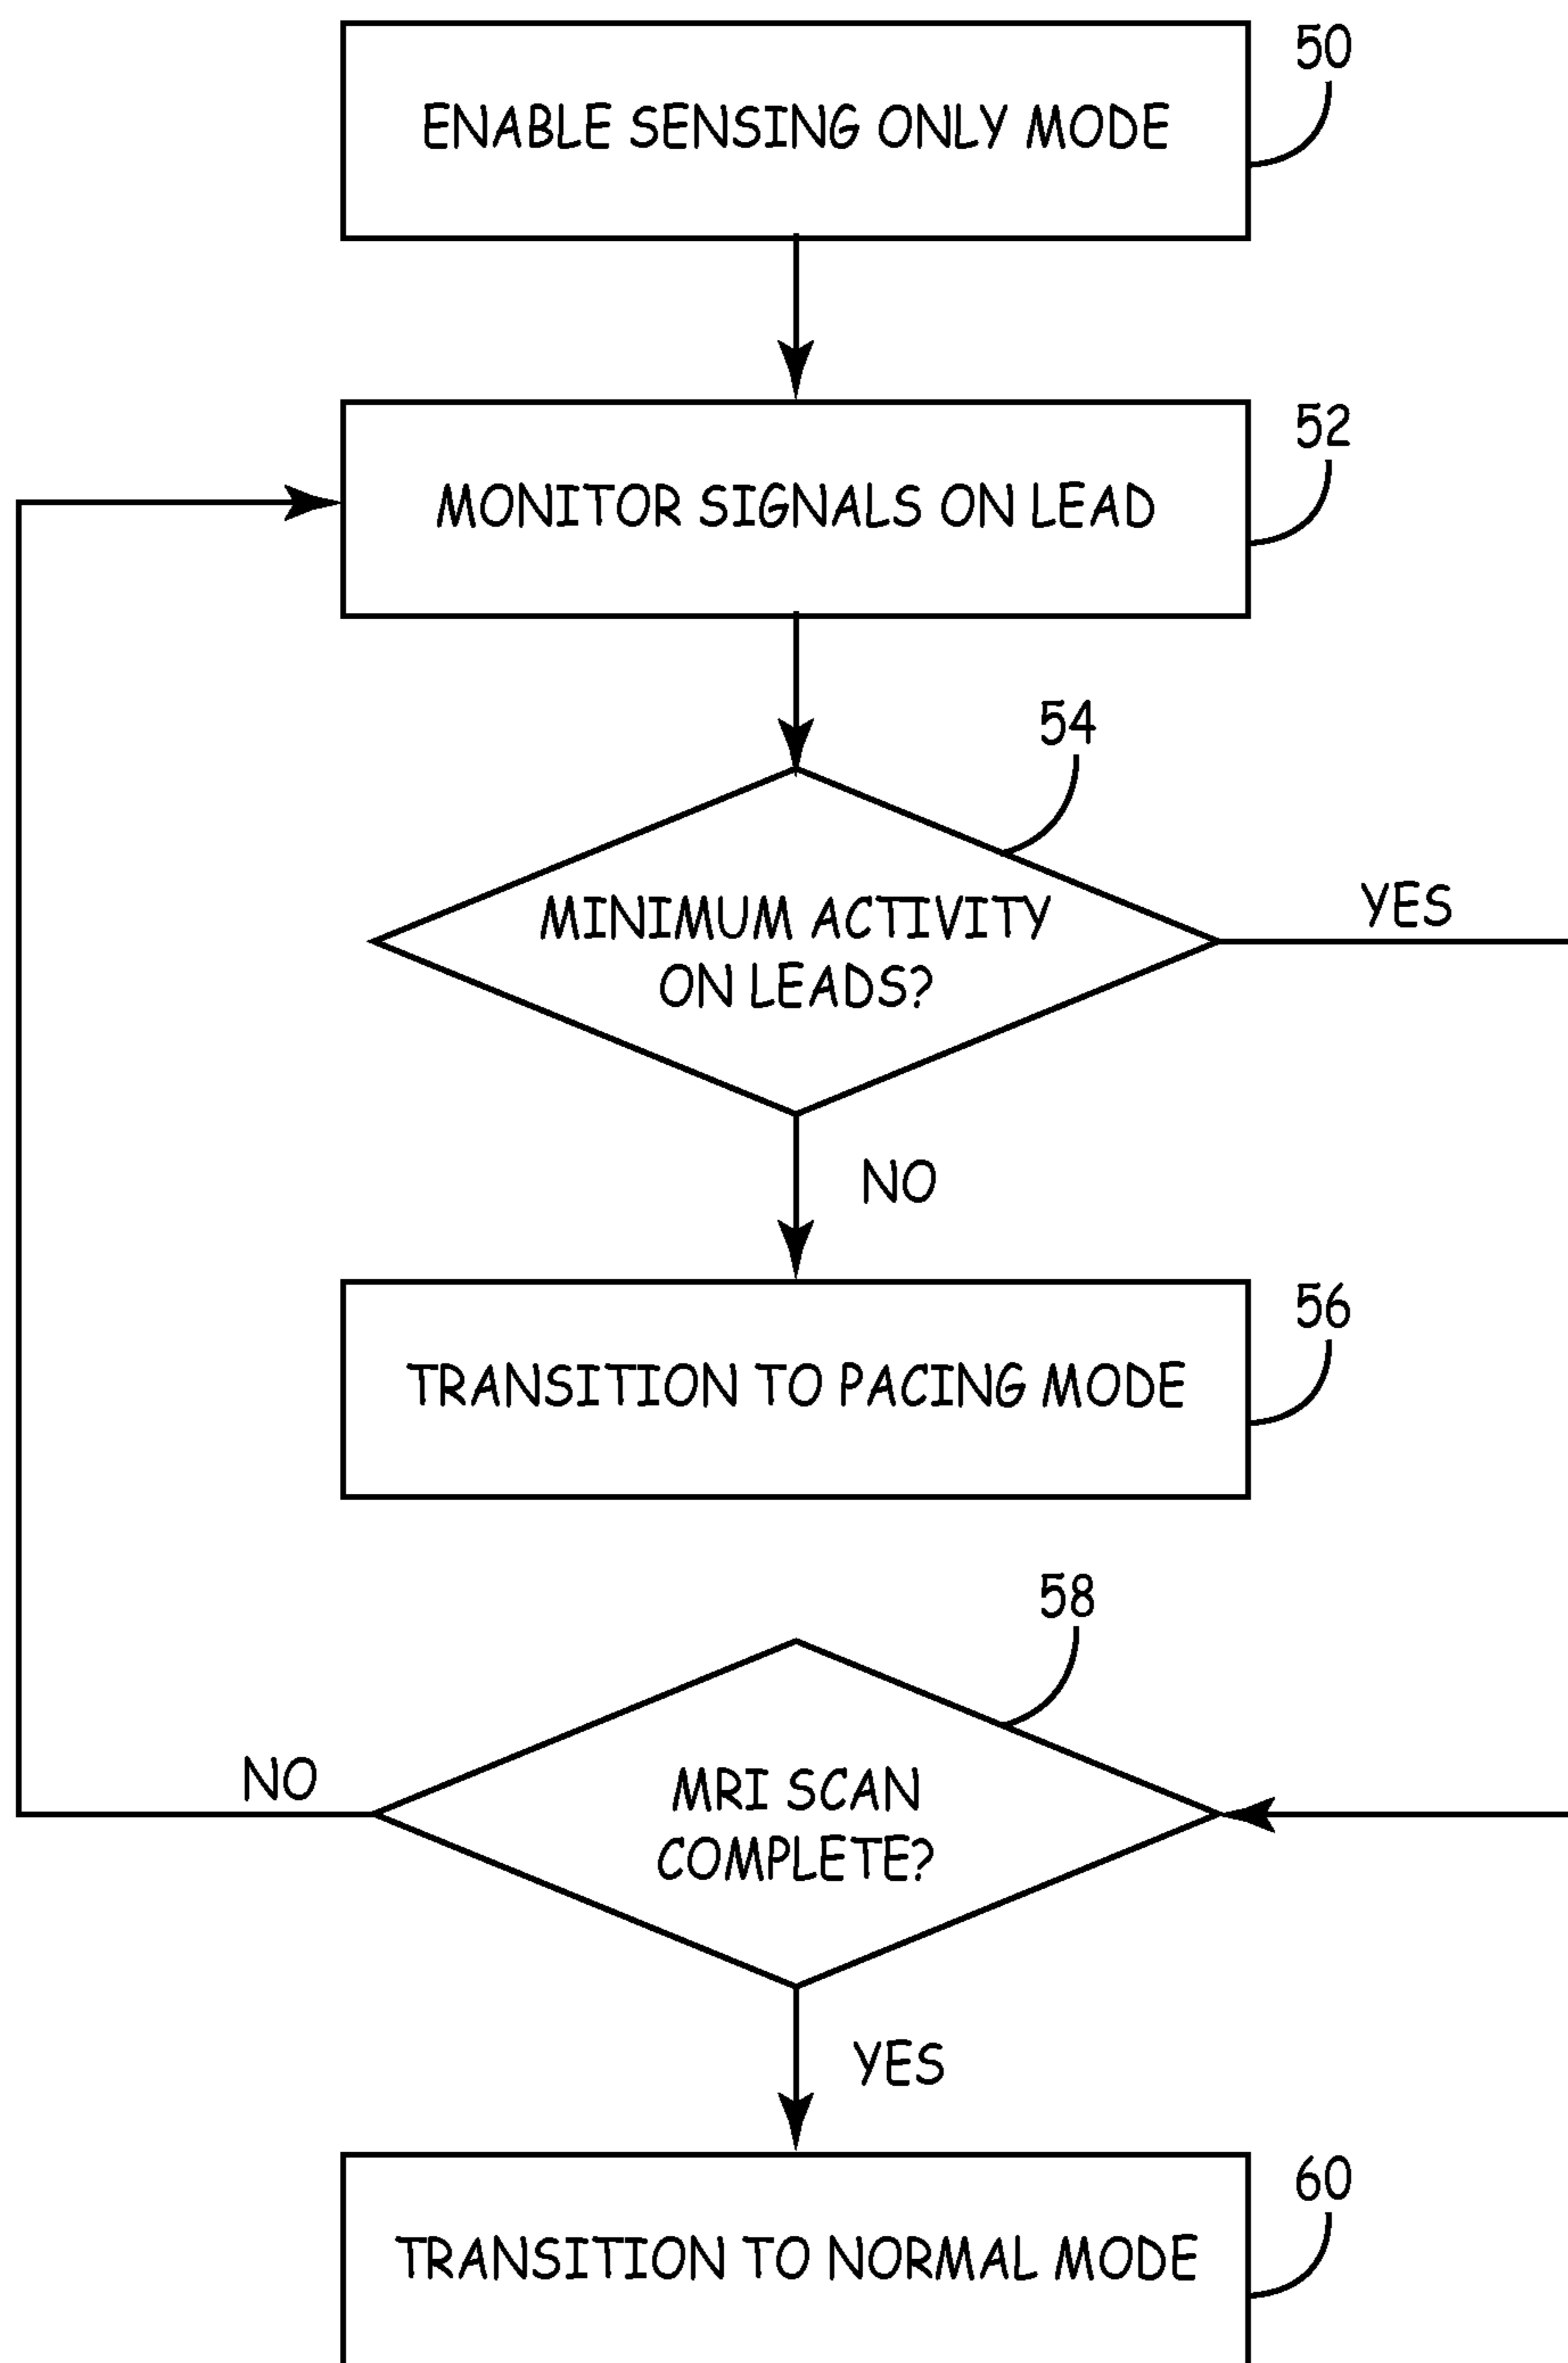 50
ENABLE SENSING ONLY MODE
52
MONITOR SIGNALS ON LEAD
54
MINIMUM ACTIVITY
ON LEADS?
YES
NO
56
TRANSITION TO PACING MODE
58
MRI SCAN
COMPLETE?
NO
YES
60
TRANSITION TO NORMAL MODE